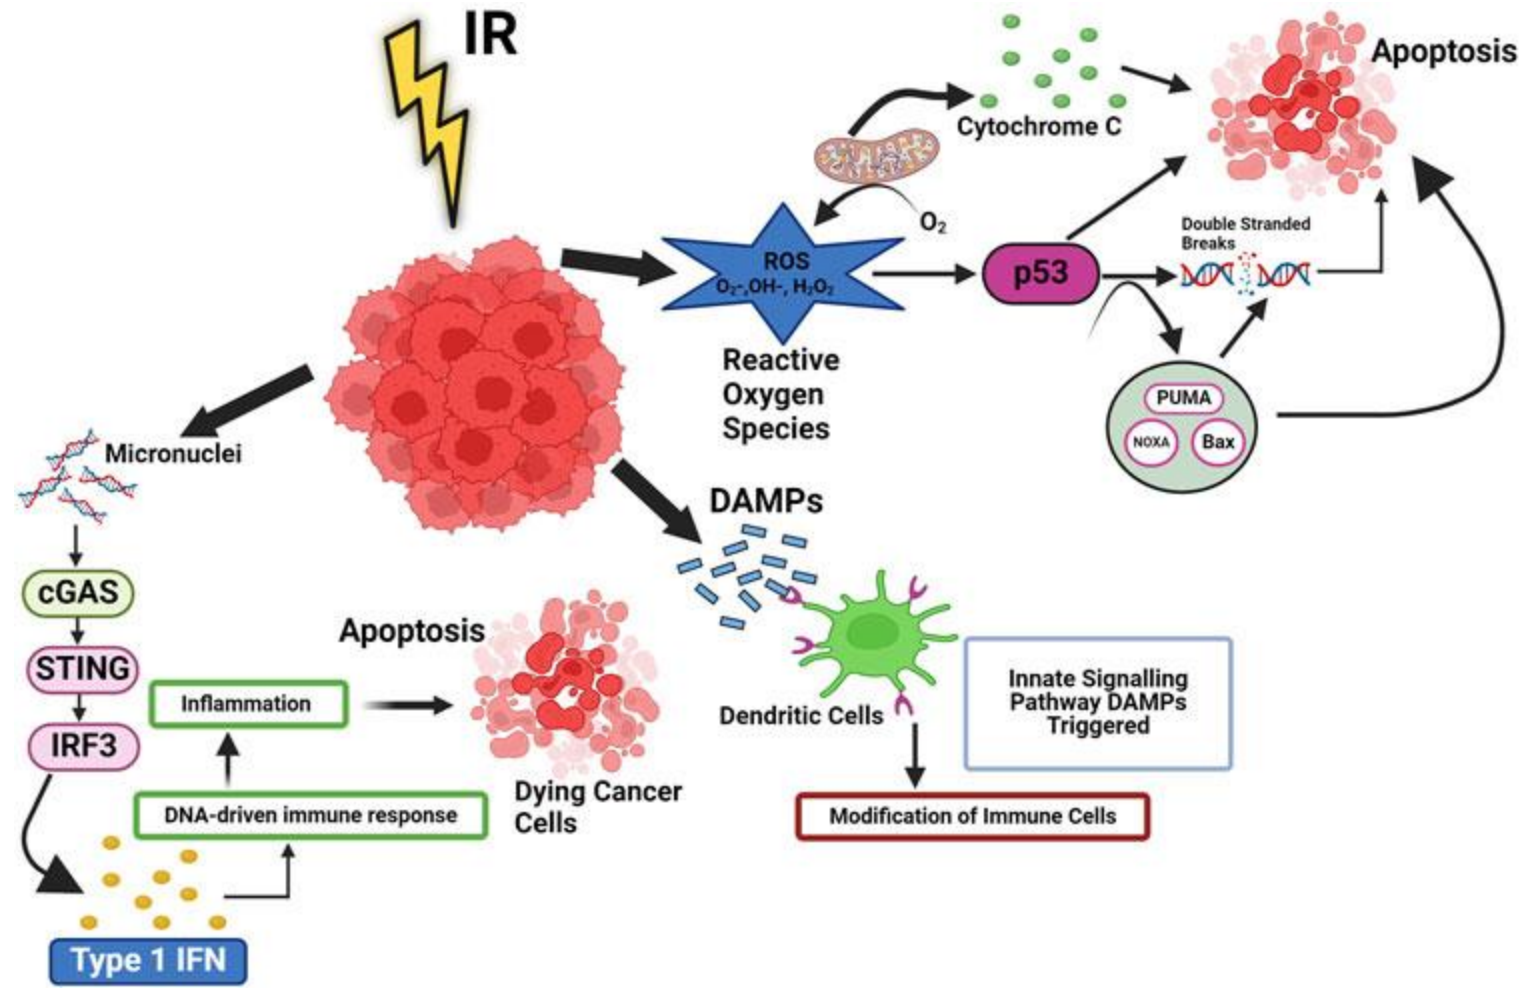 IR
Apoptosis
Cytochrome C
O₂
ROS
O₂-,OH-, H₂O₂
Reactive
Oxygen
Species
p53
Double Stranded
Breaks
PUMA
NOXA
Bax
Micronuclei
cGAS
STING
IRF3
Type 1 IFN
DNA-driven immune response
Inflammation
Apoptosis
Dying Cancer
Cells
DAMPs
Dendritic Cells
Innate Signalling
Pathway DAMPs
Triggered
Modification of Immune Cells